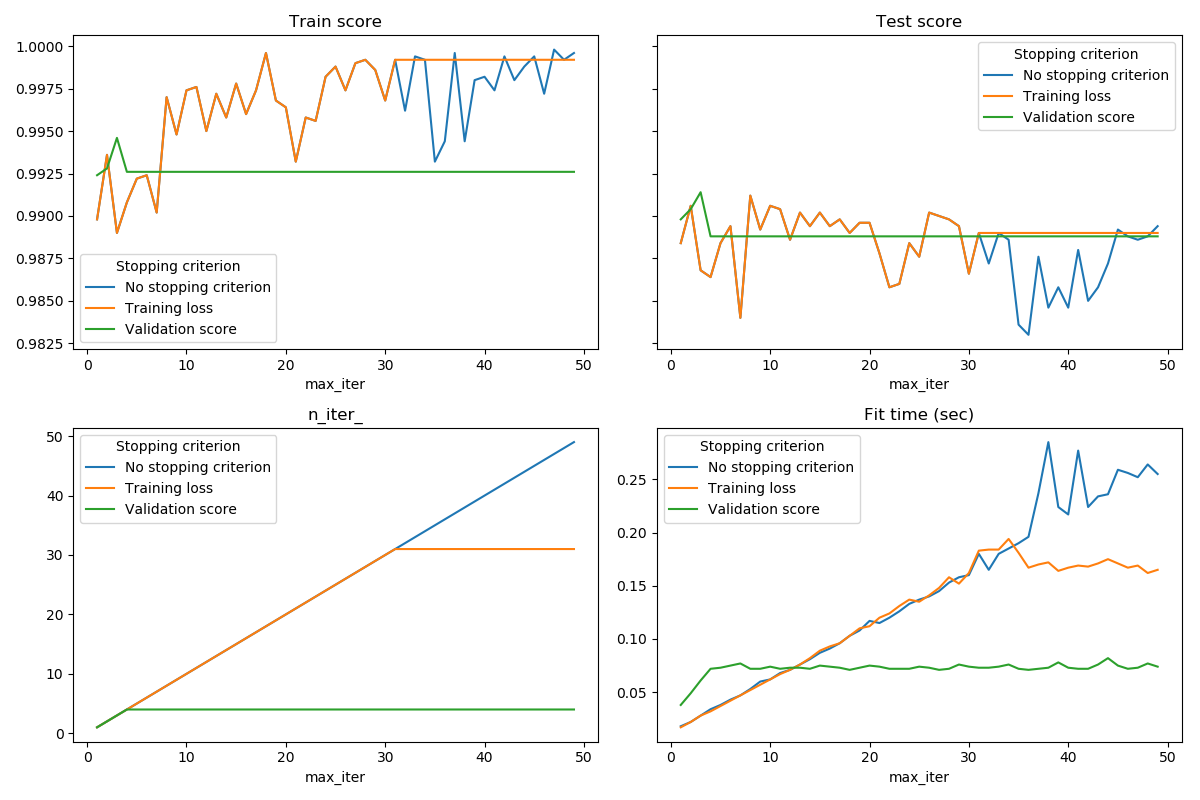 Train score
1.0000
0.9975
0.9950
0.9925
0.9900
0.9875
0.9850
0.9825
Stopping criterion
No stopping criterion
Training loss
Validation score
0 10 20 30 40 50
max_iter
Test score
Stopping criterion
No stopping criterion
Training loss
Validation score
0 10 20 30 40 50
max_iter
n_iter_
50
40
30
20
10
0
Stopping criterion
No stopping criterion
Training loss
Validation score
0 10 20 30 40 50
max_iter
Fit time (sec)
0.25
0.20
0.15
0.10
0.05
Stopping criterion
No stopping criterion
Training loss
Validation score
0 10 20 30 40 50
max_iter